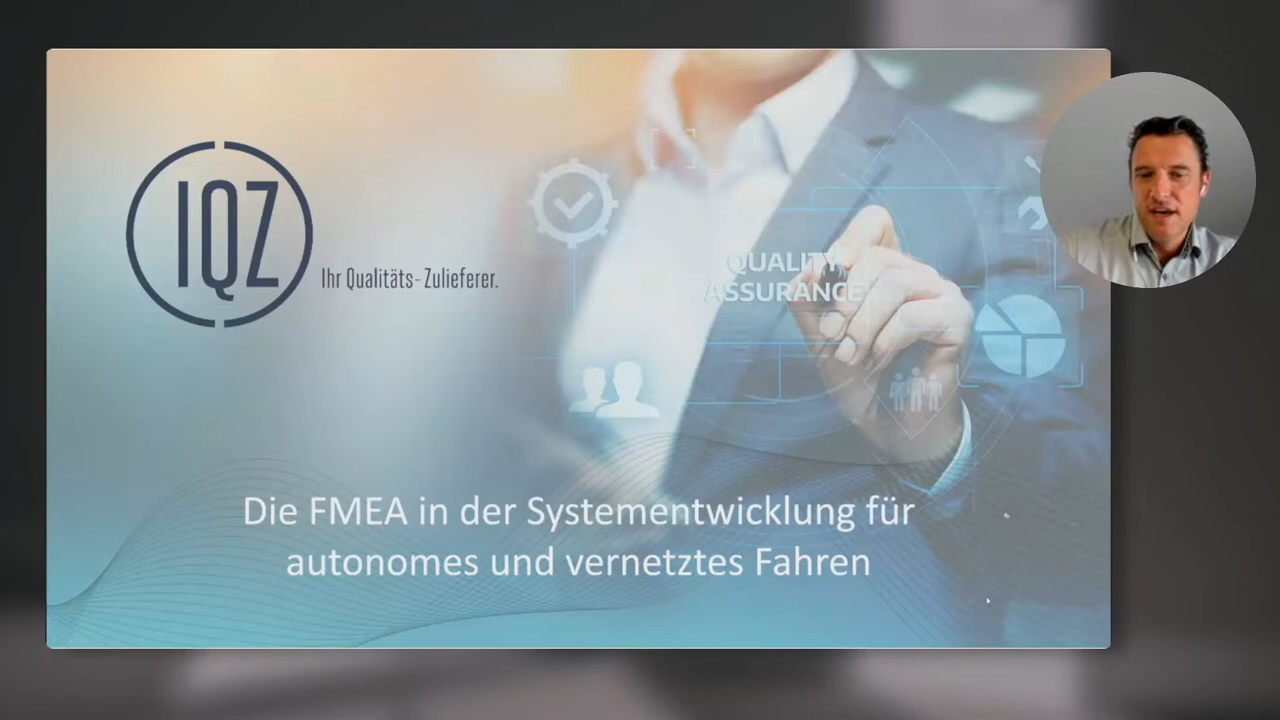 IQZ
Ihr Qualitäts-Zulieferer.
QUALITY
ASSURANCE
Die FMEA in der Systementwicklung für
autonomes und vernetztes Fahren